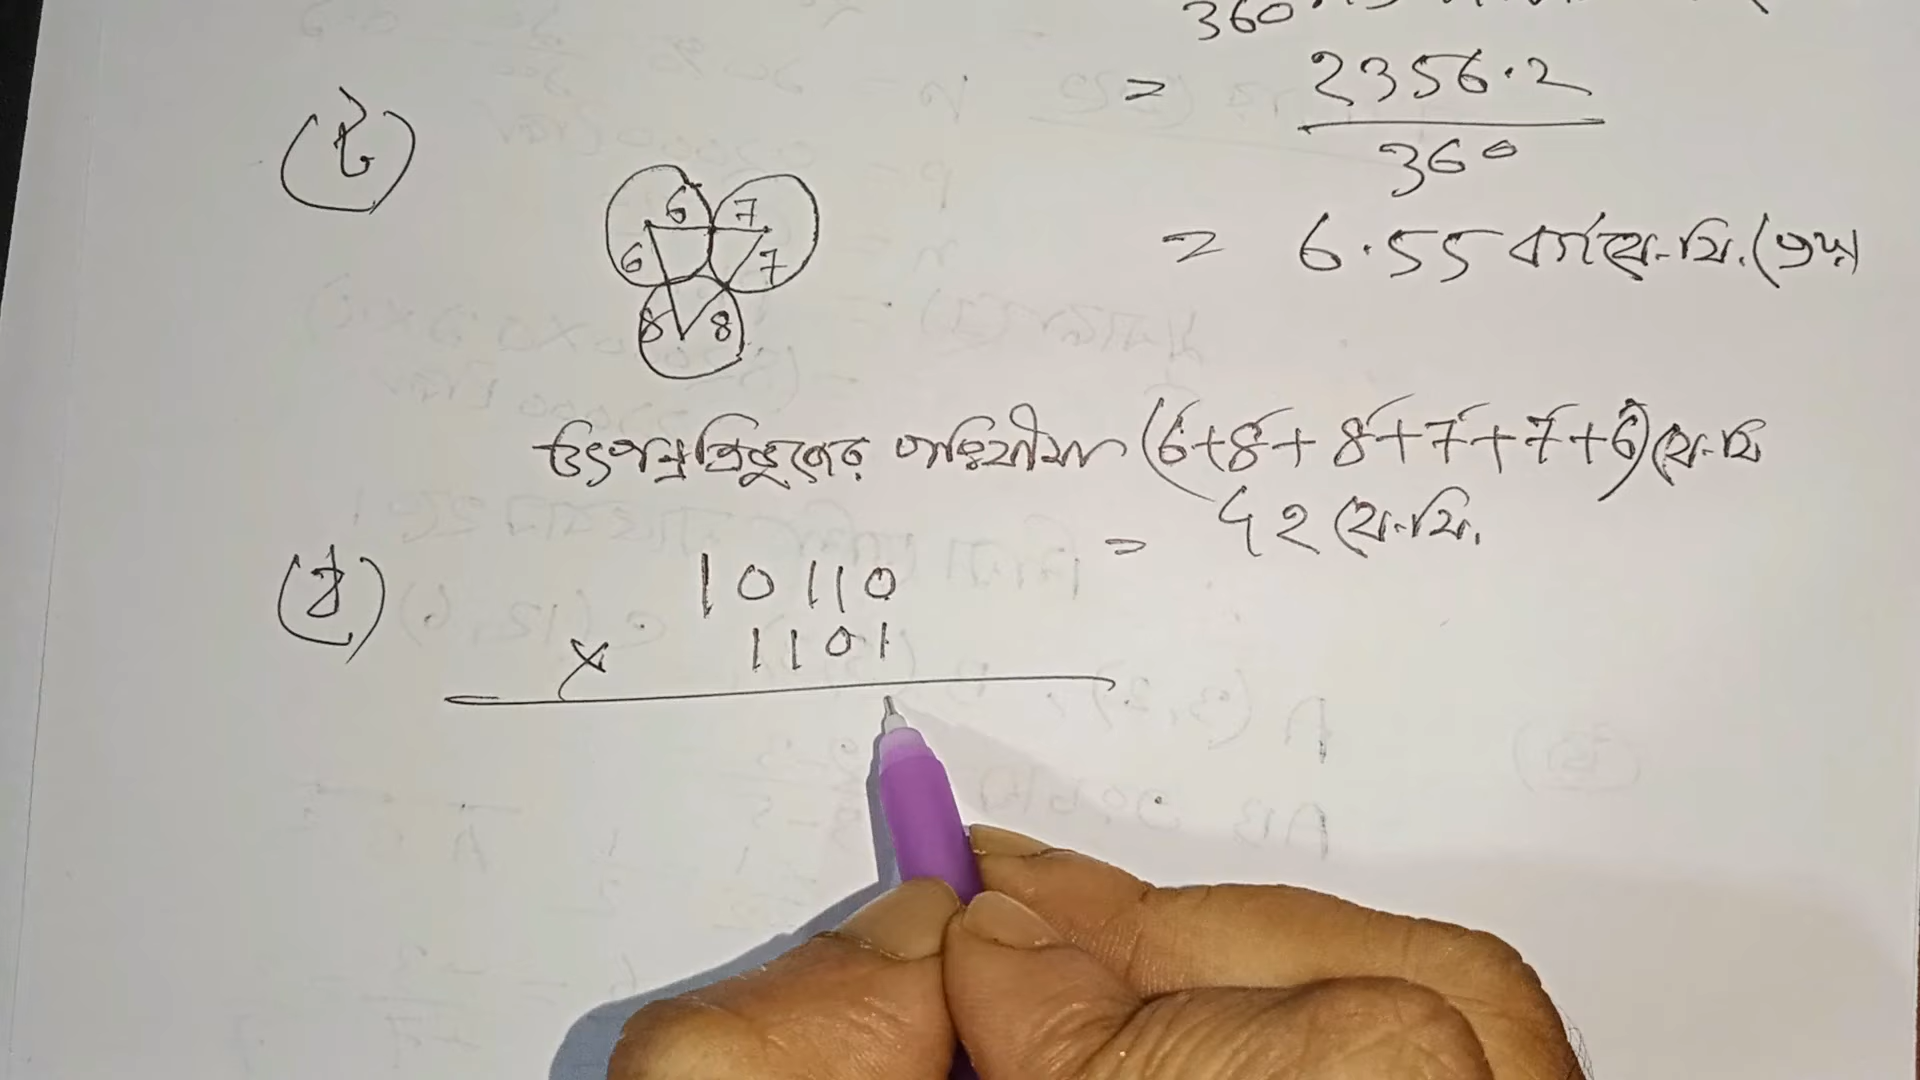 360
= 2356.2
360
= 6.55 বর্গ সে.মি. (প্রায়)
(ট)
6 7
6 7
8 8
উৎপন্ন ত্রিভুজের পরিসীমা (6+8+8+7+7+6) সে.মি
= 42 সে.মি.
10110
× 1101